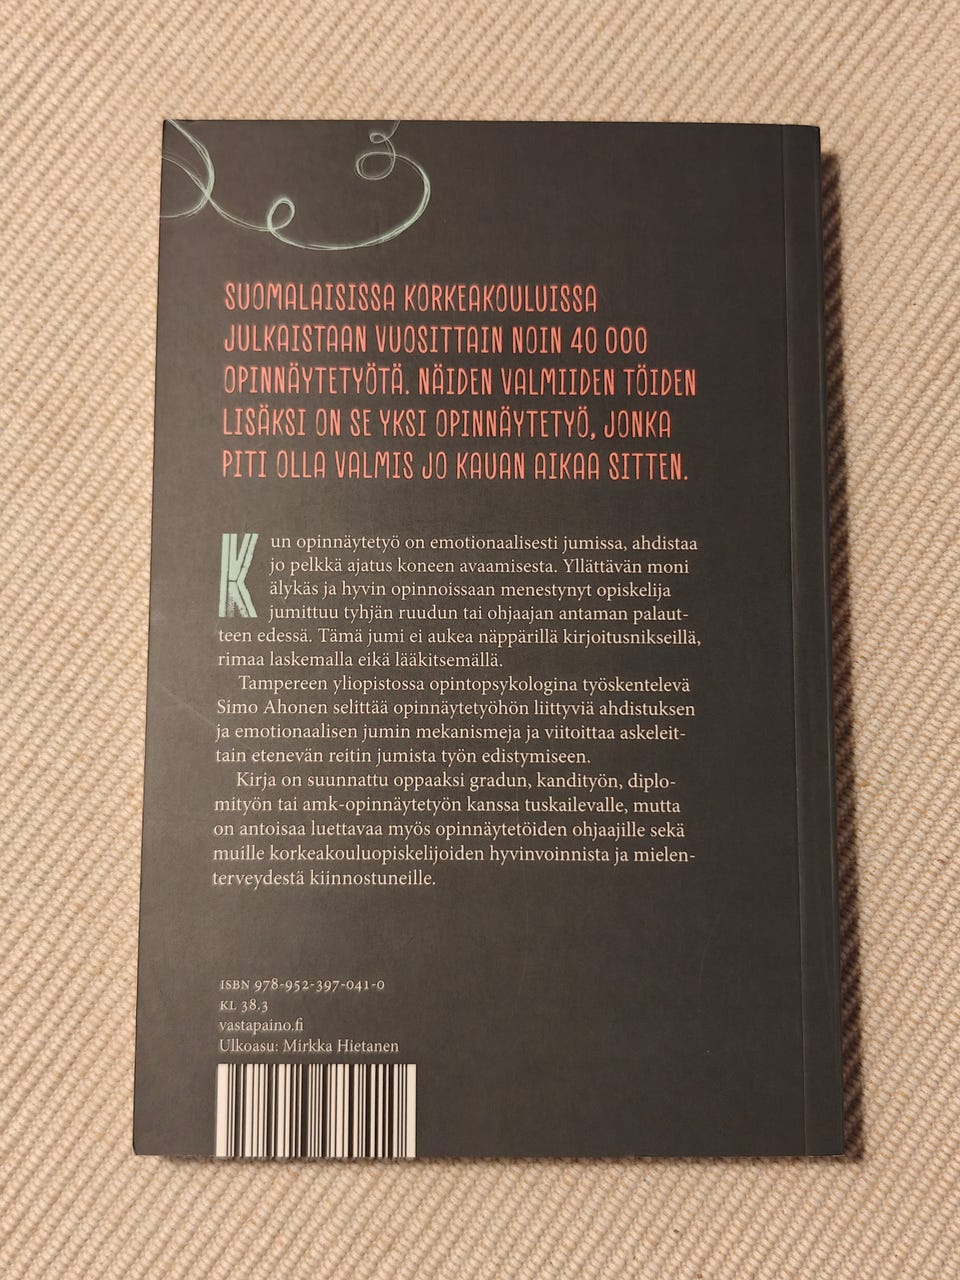 SUOMALAISISSA KORKEAKOULUISSA
JULKAISTAAN VUOSITTAIN NOIN 40 000
OPINNÄYTETYÖTÄ. NÄIDEN VALMIIDEN TÖIDEN
LISÄKSI ON SE YKSI OPINNÄYTETYÖ, JONKA
PITI OLLA VALMIS JO KAUAN AIKAA SITTEN.
Kun opinnäytetyö on emotionaalisesti jumissa, ahdistaa
jo pelkkä ajatus koneen avaamisesta. Yllättävän moni
älykäs ja hyvin opinnoissaan menestynyt opiskelija
jumittuu tyhjän ruudun tai ohjaajan antaman palaut-
teen edessä. Tämä jumi ei aukea näppärillä kirjoitusnikseillä,
rimaa laskemalla eikä lääkitsemällä.
Tampereen yliopistossa opintopsykologina työskentelevä
Simo Ahonen selittää opinnäytetyöhön liittyviä ahdistuksen
ja emotionaalisen jumin mekanismeja ja viitoittaa askeleit-
tain etenevän reitin jumista työn edistymiseen.
Kirja on suunnattu oppaaksi gradun, kandityön, diplo-
mityön tai amk-opinnäytetyön kanssa tuskailevalle, mutta
on antoisaa luettavaa myös opinnäytetöiden ohjaajille sekä
muille korkeakouluopiskelijoiden hyvinvoinnista ja mielen-
terveydestä kiinnostuneille.
ISBN 978-952-397-041-0
KL 38.3
vastapaino.fi
Ulkoasu: Mirkka Hietanen